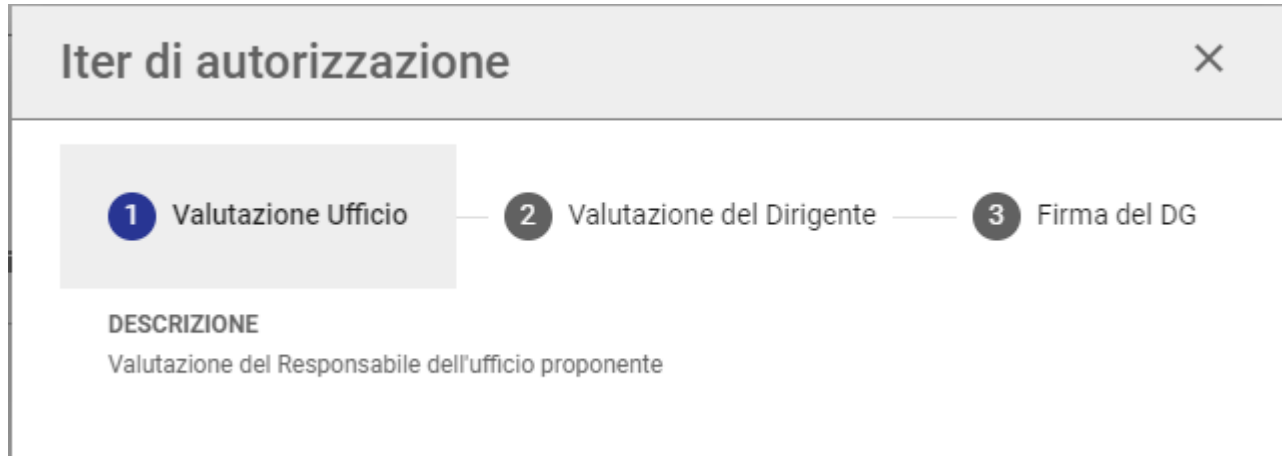 Iter di autorizzazione
1 Valutazione Ufficio 2 Valutazione del Dirigente 3 Firma del DG
DESCRIZIONE
Valutazione del Responsabile dell'ufficio proponente